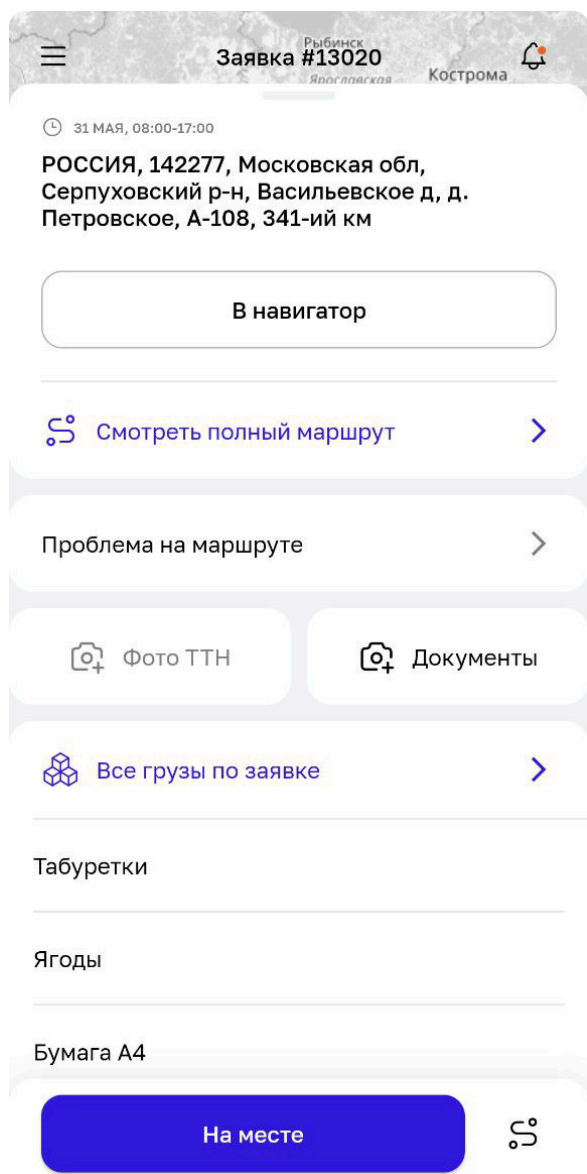 Рыбинск
Заявка #13020
Ярославская
Кострома
31 МАЯ, 08:00-17:00
РОССИЯ, 142277, Московская обл,
Серпуховский р-н, Васильевское д, д.
Петровское, А-108, 341-ий км
В навигатор
Смотреть полный маршрут
Проблема на маршруте
Фото ТТН
Документы
Все грузы по заявке
Табуретки
Ягоды
Бумага А4
На месте